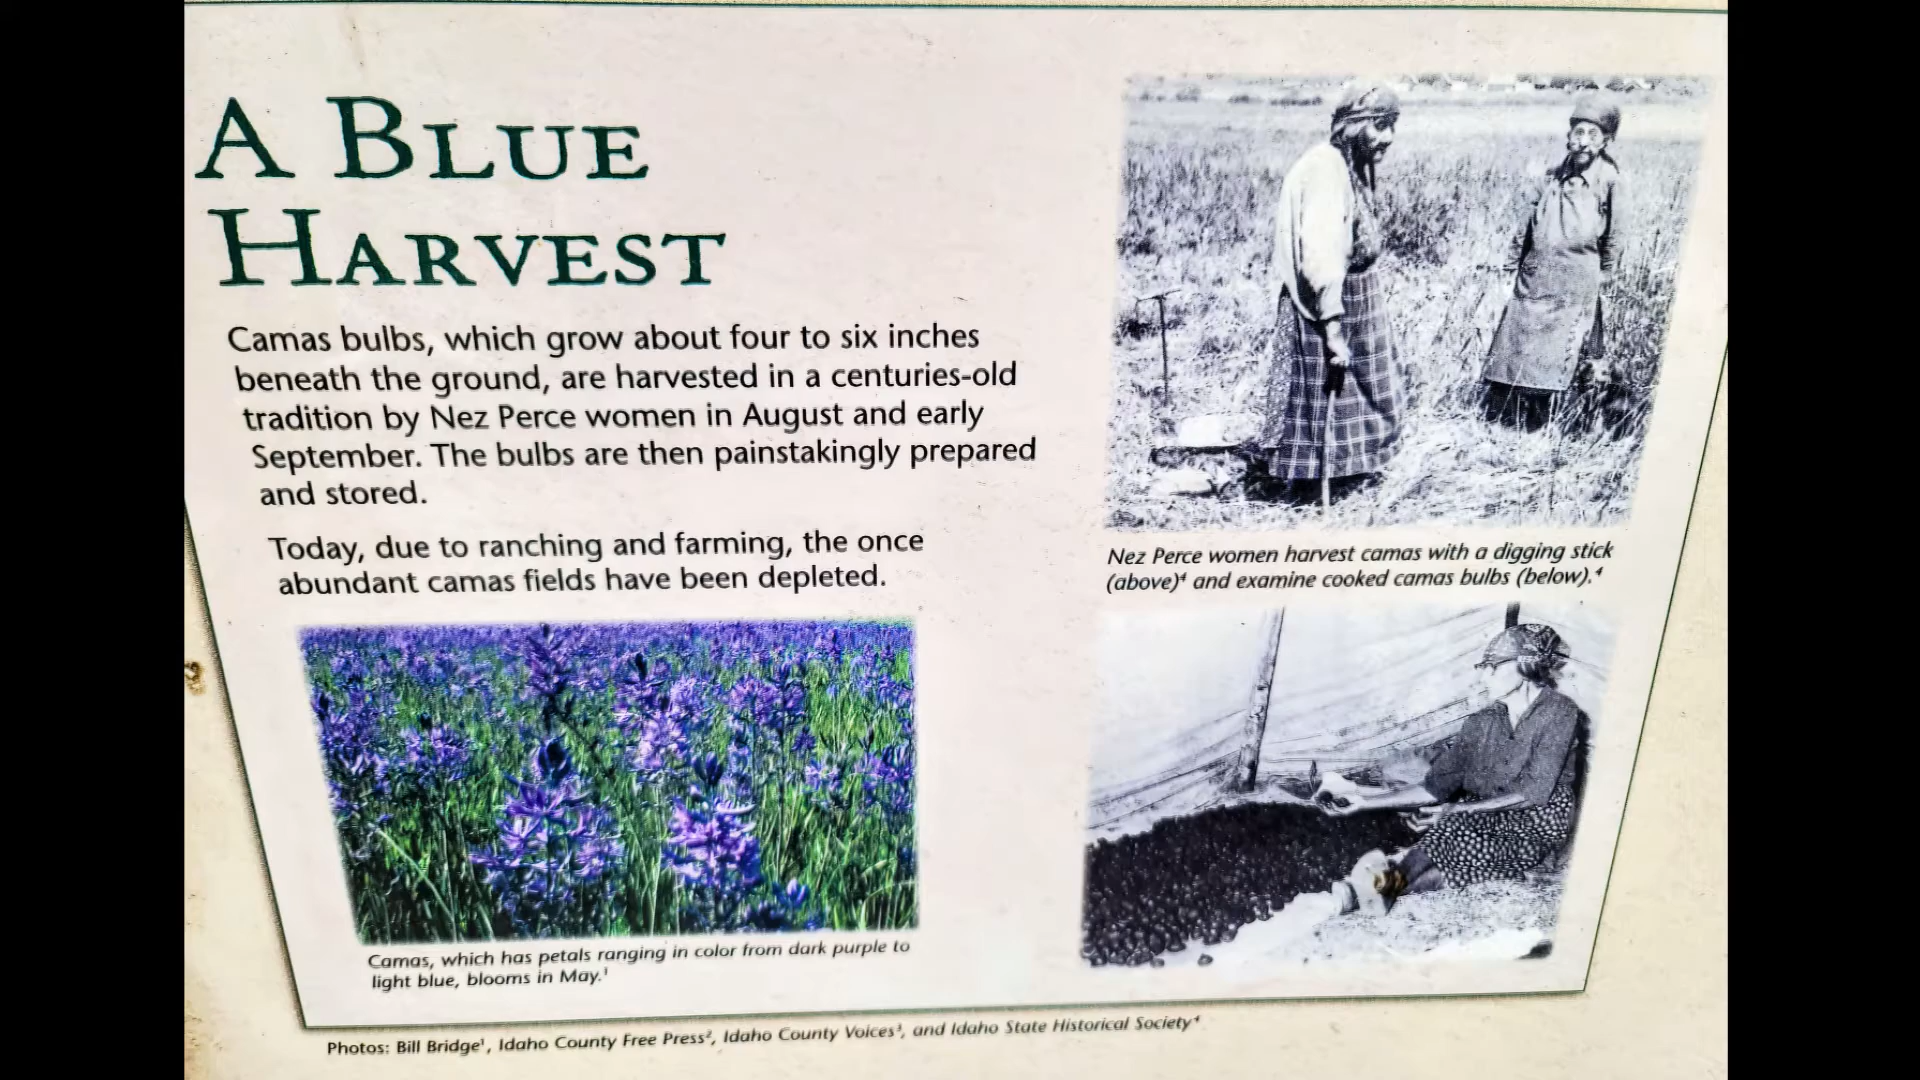 A BLUE
HARVEST
Camas bulbs, which grow about four to six inches
beneath the ground, are harvested in a centuries-old
tradition by Nez Perce women in August and early
September. The bulbs are then painstakingly prepared
and stored.
Today, due to ranching and farming, the once
abundant camas fields have been depleted.
Camas, which has petals ranging in color from dark purple to
light blue, blooms in May.¹
Nez Perce women harvest camas with a digging stick
(above)⁴ and examine cooked camas bulbs (below).⁴
Photos: Bill Bridge¹, Idaho County Free Press², Idaho County Voices³, and Idaho State Historical Society⁴